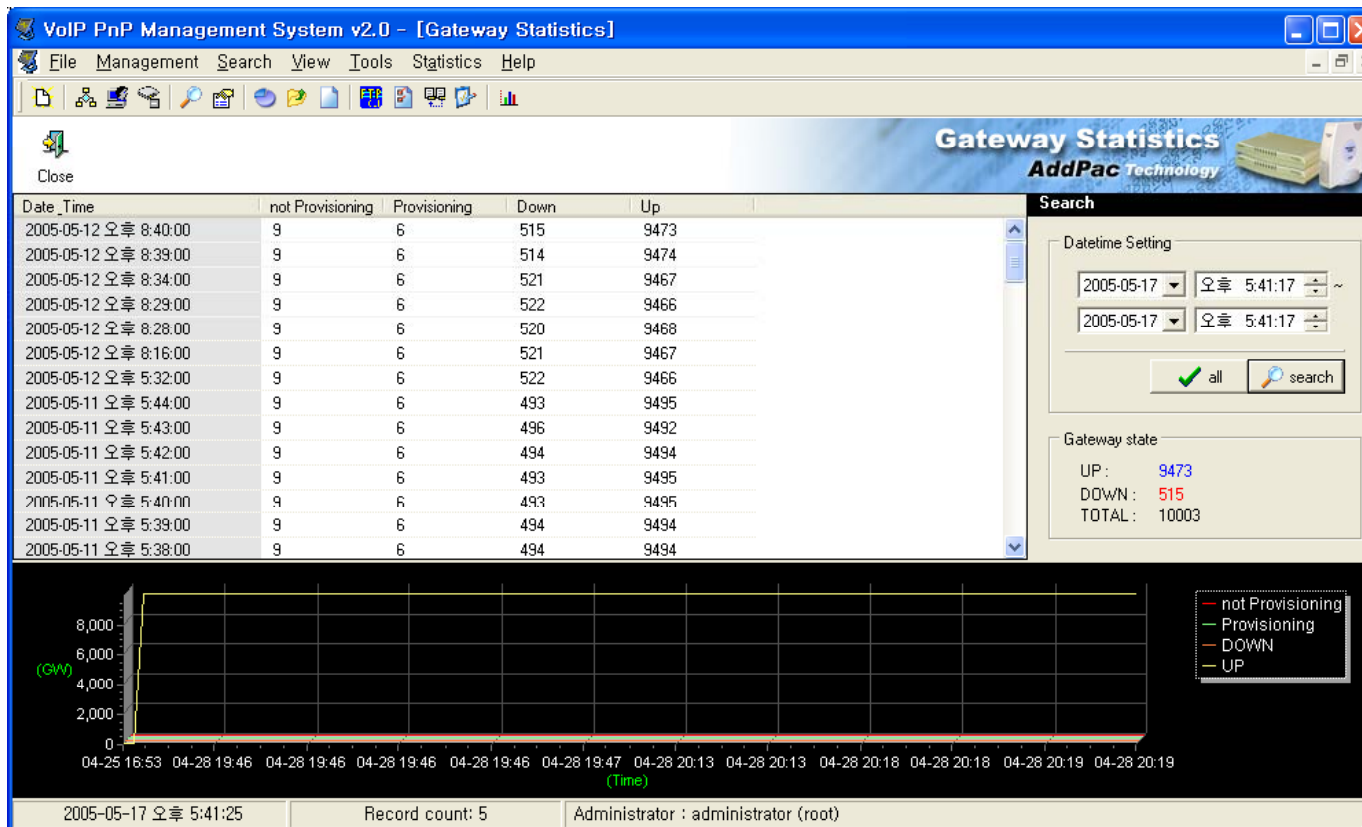 VoIP PnP Management System v2.0 - [Gateway Statistics]
File Management Search View Tools Statistics Help
Close
Gateway Statistics
AddPac Technology
Date_Time not Provisioning Provisioning Down Up
2005-05-12 오후 8:40:00 9 6 515 9473
2005-05-12 오후 8:39:00 9 6 514 9474
2005-05-12 오후 8:34:00 9 6 521 9467
2005-05-12 오후 8:29:00 9 6 522 9466
2005-05-12 오후 8:28:00 9 6 520 9468
2005-05-12 오후 8:16:00 9 6 521 9467
2005-05-12 오후 5:32:00 9 6 522 9466
2005-05-11 오후 5:44:00 9 6 493 9495
2005-05-11 오후 5:43:00 9 6 496 9492
2005-05-11 오후 5:42:00 9 6 494 9494
2005-05-11 오후 5:41:00 9 6 493 9495
2005-05-11 오후 5:40:00 9 6 493 9495
2005-05-11 오후 5:39:00 9 6 494 9494
2005-05-11 오후 5:38:00 9 6 494 9494
Search
Datetime Setting
2005-05-17 오후 5:41:17 ~
2005-05-17 오후 5:41:17
all search
Gateway state
UP : 9473
DOWN : 515
TOTAL : 10003
8,000
6,000
(GW)
4,000
2,000
0
04-25 16:53 04-28 19:46 04-28 19:46 04-28 19:46 04-28 19:46 04-28 19:47 04-28 20:13 04-28 20:13 04-28 20:18 04-28 20:18 04-28 20:19 04-28 20:19
(Time)
not Provisioning
Provisioning
DOWN
UP
2005-05-17 오후 5:41:25 Record count: 5 Administrator : administrator (root)